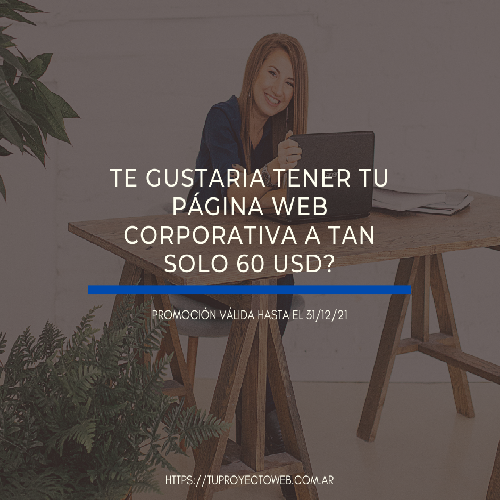 TE GUSTARIA TENER TU
PÁGINA WEB
CORPORATIVA A TAN
SOLO 60 USD?
PROMOCIÓN VÁLIDA HASTA EL 31/12/21
HTTPS://TUPROYECTOWEB.COM.AR